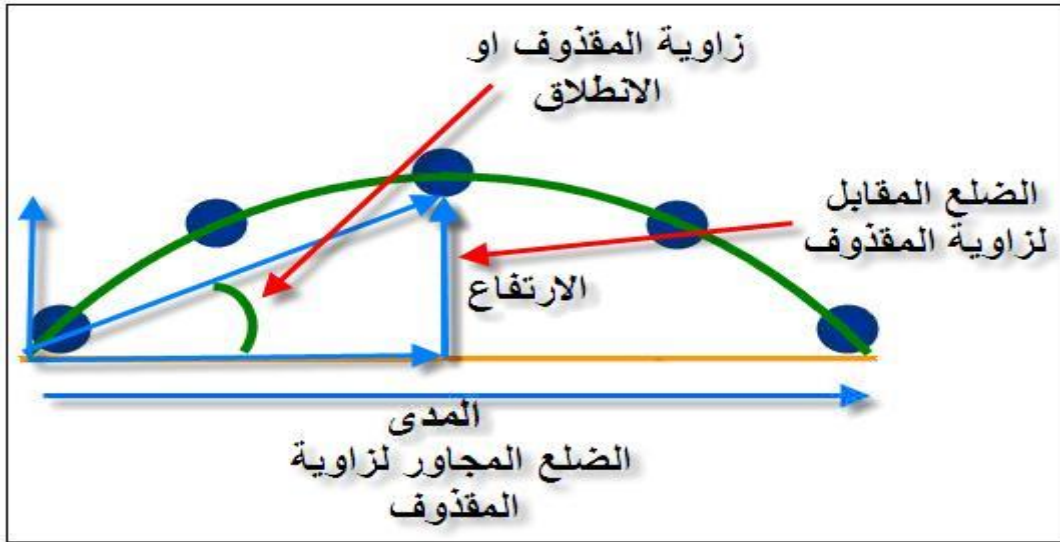 زاوية المقذوف او
الانطلاق
الضلع المقابل
لزاوية المقذوف
الارتفاع
المدى
الضلع المجاور لزاوية
المقذوف